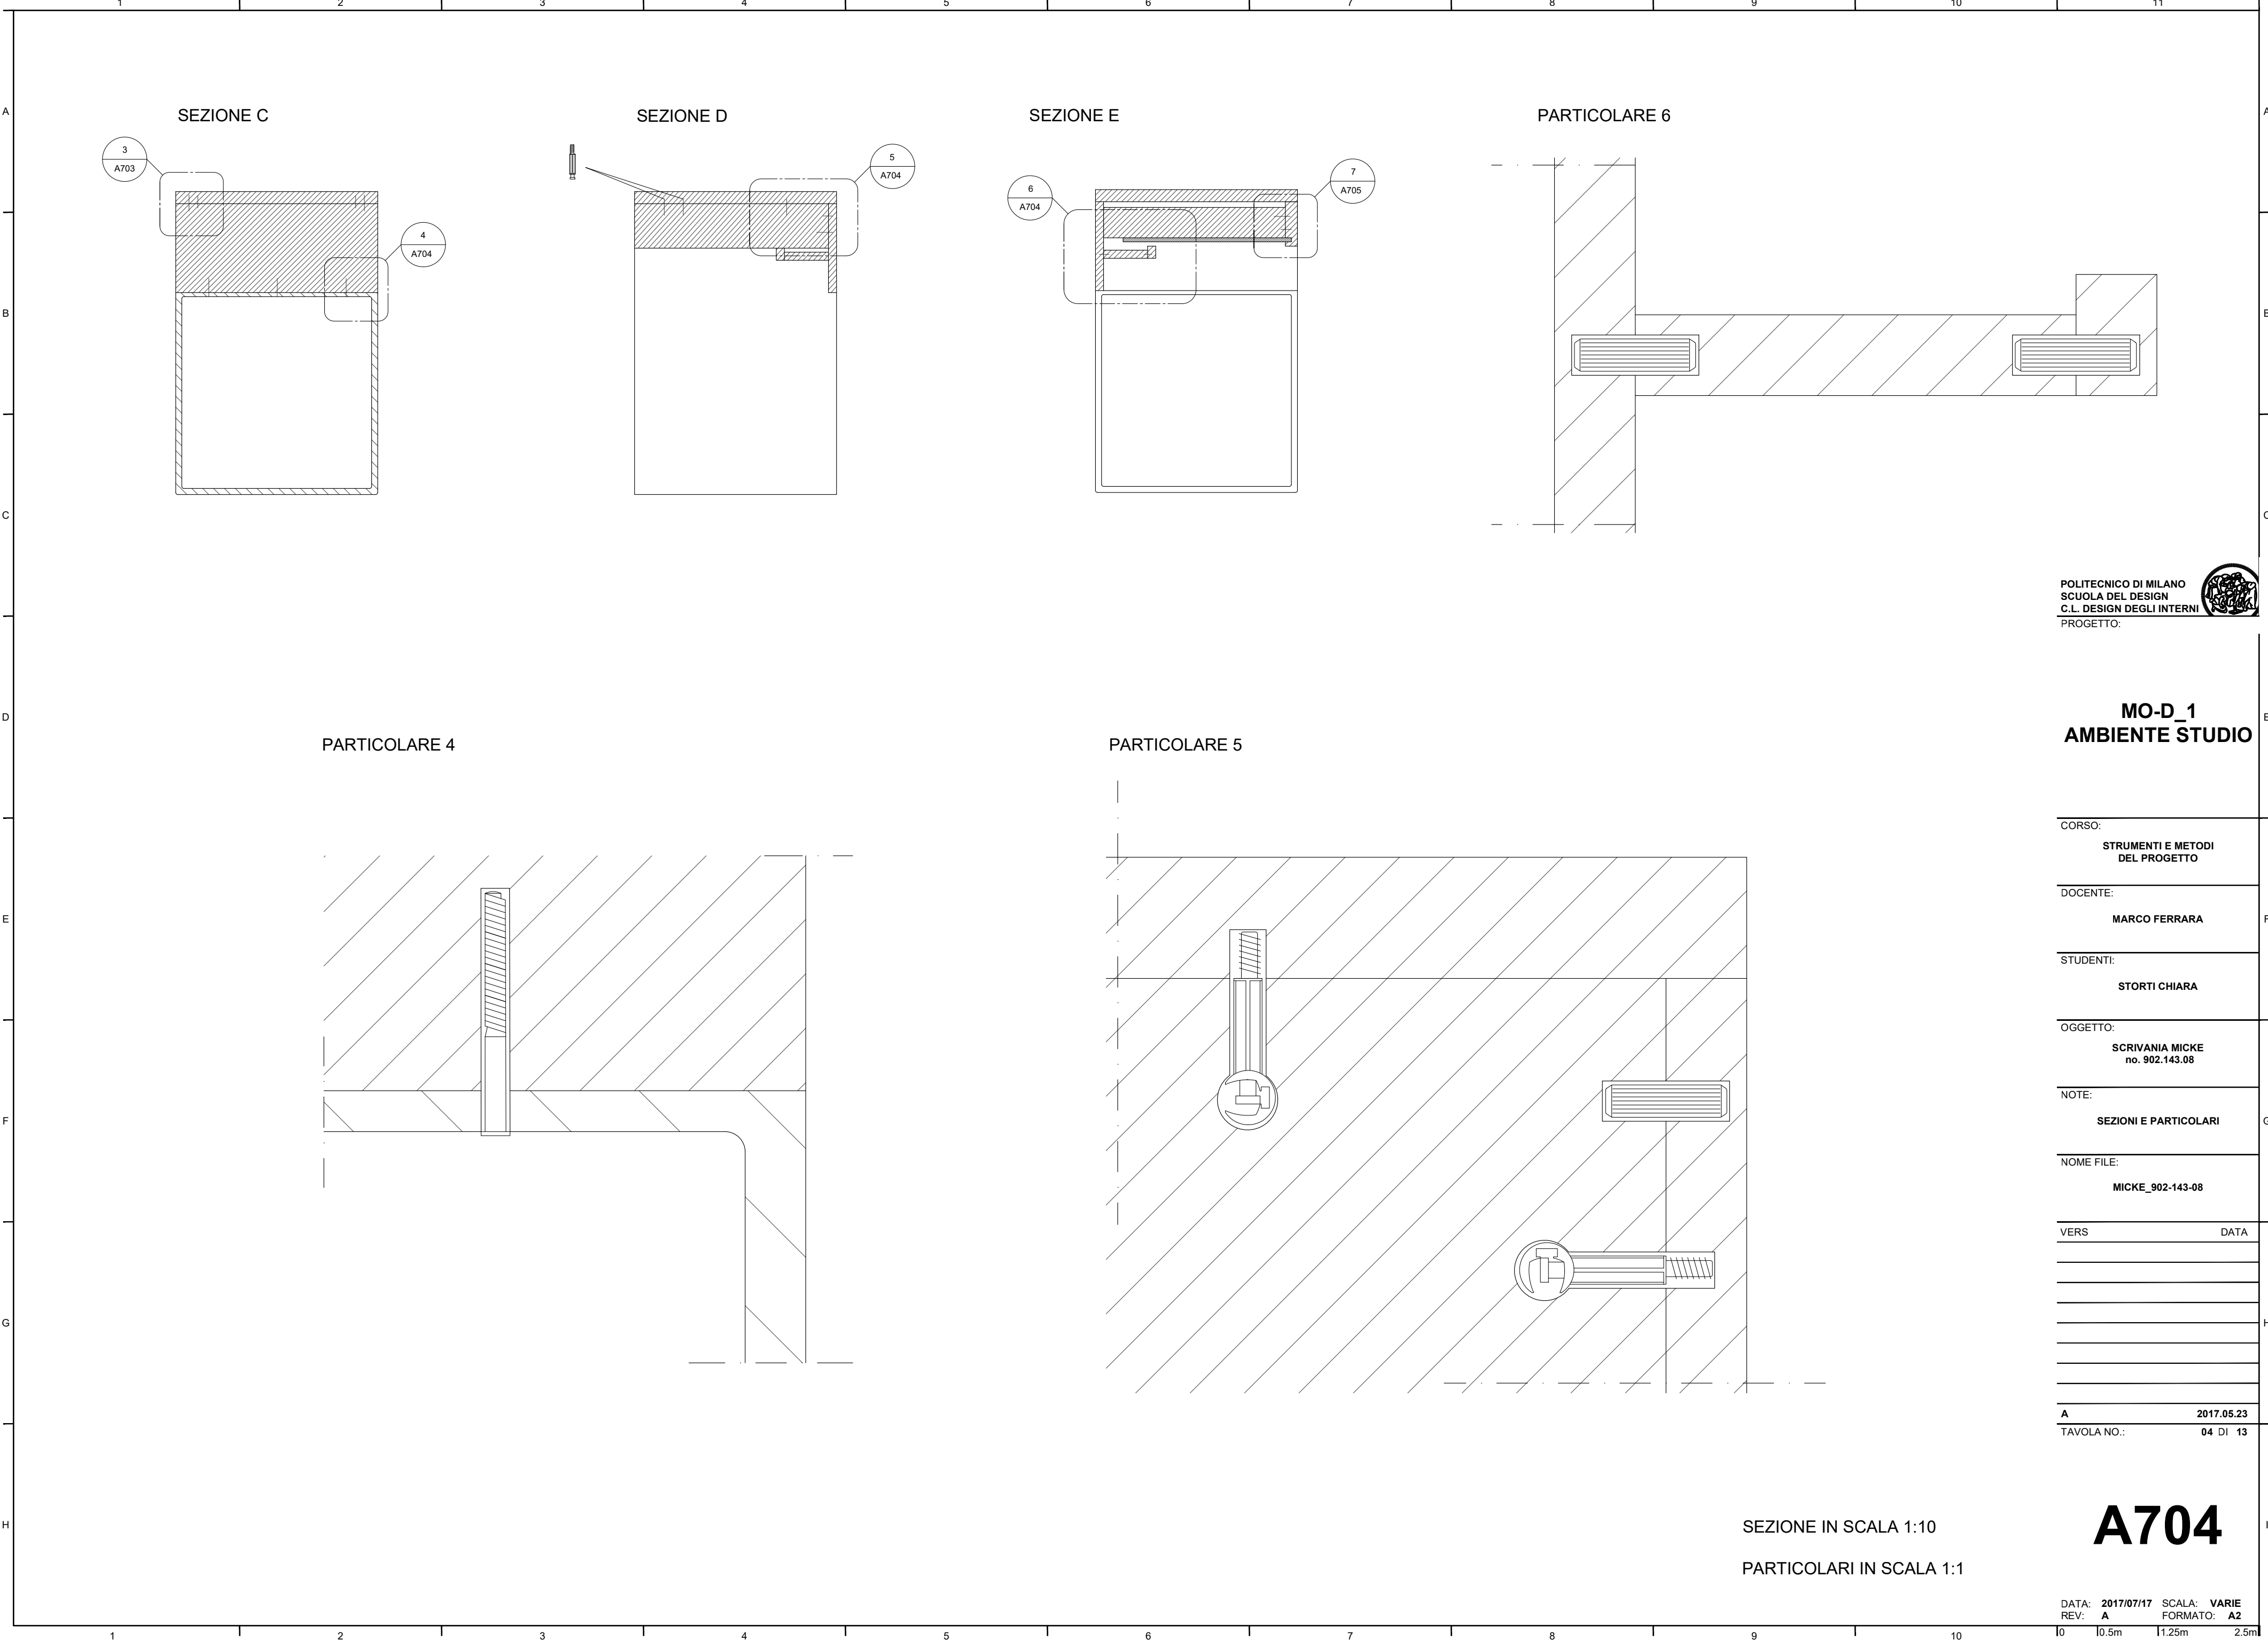 1 2 3 4 5 6 7 8 9 10 11
A A
SEZIONE C
SEZIONE D
SEZIONE E
PARTICOLARE 6
3
A703
4
A704
5
A704
6
A704
7
A705
B
C
POLITECNICO DI MILANO
SCUOLA DEL DESIGN
C.L. DESIGN DEGLI INTERNI
PROGETTO:
D
MO-D_1
AMBIENTE STUDIO
PARTICOLARE 4
PARTICOLARE 5
CORSO:
STRUMENTI E METODI
DEL PROGETTO
DOCENTE:
E
MARCO FERRARA
STUDENTI:
STORTI CHIARA
OGGETTO:
SCRIVANIA MICKE
no. 902.143.08
NOTE:
F
SEZIONI E PARTICOLARI
NOME FILE:
MICKE_902-143-08
VERS DATA
G
A 2017.05.23
TAVOLA NO.: 04 DI 13
H
A704
SEZIONE IN SCALA 1:10
PARTICOLARI IN SCALA 1:1
DATA: 2017/07/17 SCALA: VARIE
REV: A FORMATO: A2
1 2 3 4 5 6 7 8 9 10
0 0.5m 1.25m 2.5m